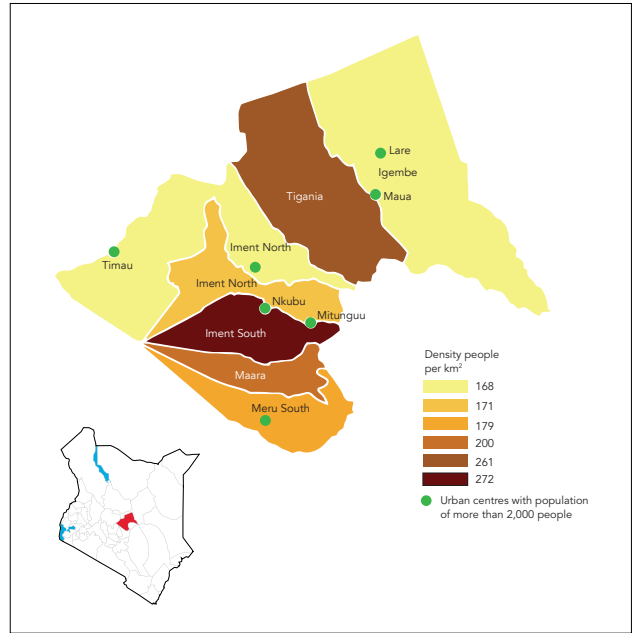 Lare
Igembe
Maua
Tigania
Iment North
Timau
Iment North
Nkubu
Mitunguu
Iment South
Maara
Meru South
Density people
per km²
168
171
179
200
261
272
Urban centres with population
of more than 2,000 people